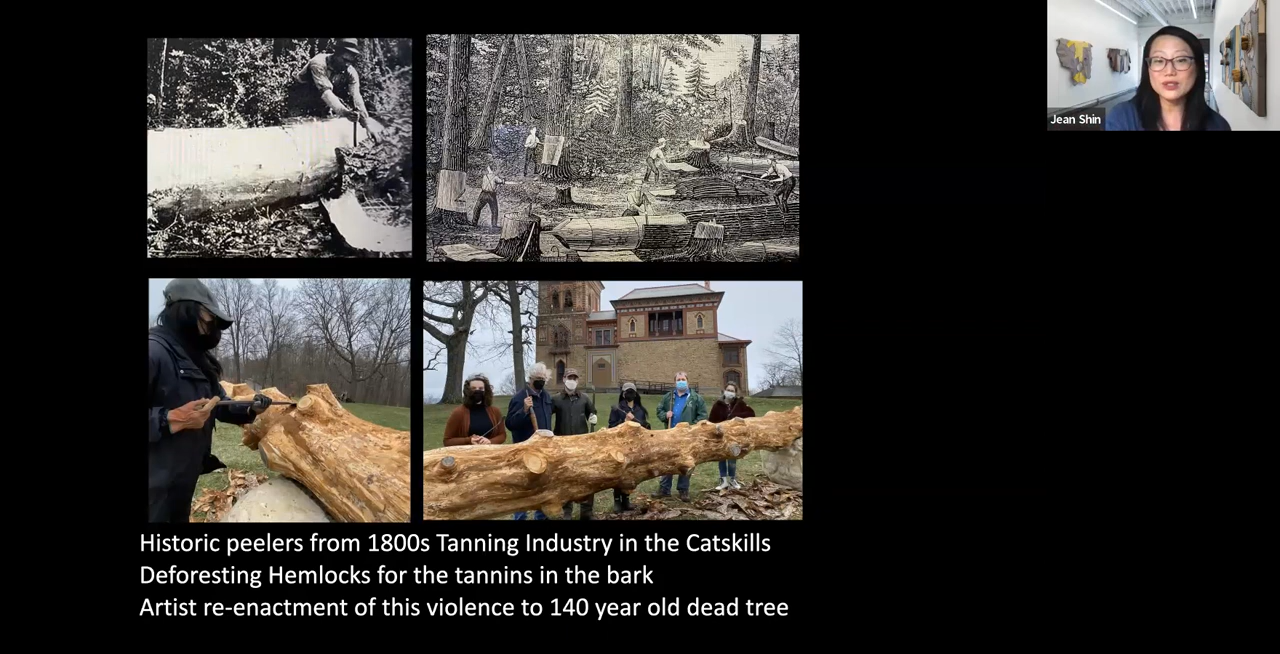 Jean Shin
Historic peelers from 1800s Tanning Industry in the Catskills
Deforesting Hemlocks for the tannins in the bark
Artist re-enactment of this violence to 140 year old dead tree